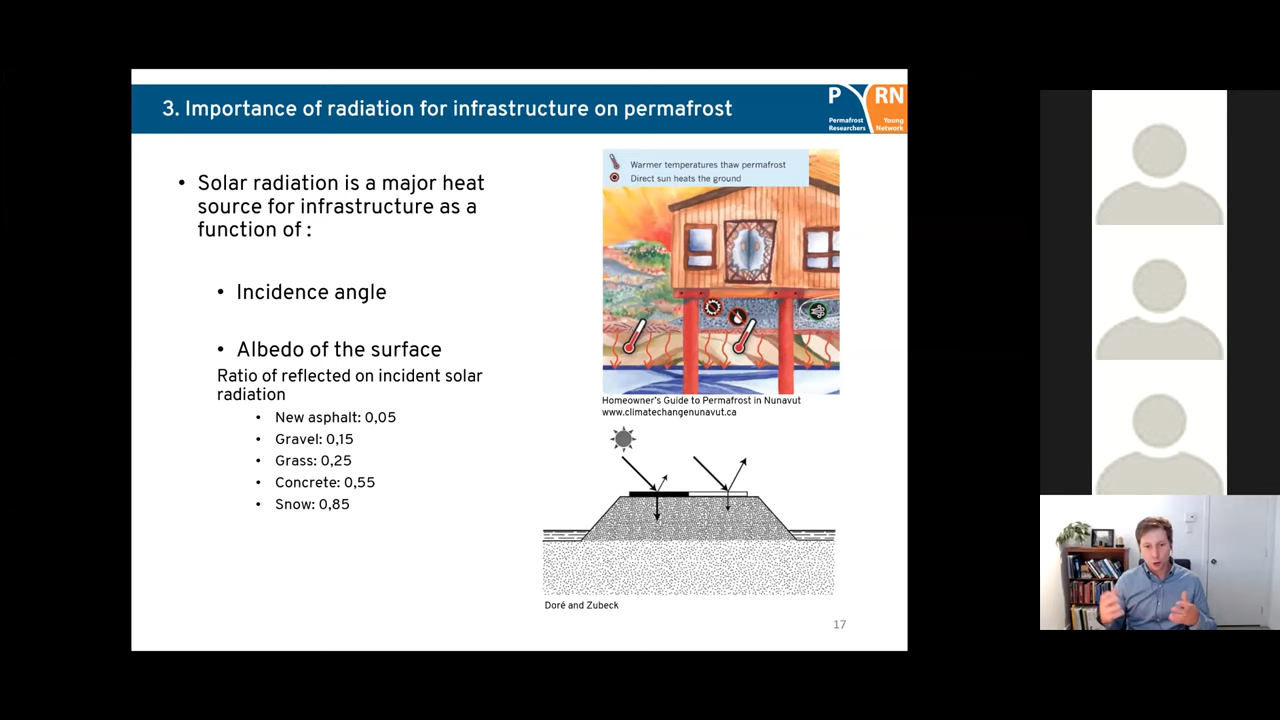 3. Importance of radiation for infrastructure on permafrost
P RN
Permafrost Young
Researchers Network
• Solar radiation is a major heat
source for infrastructure as a
function of :
• Incidence angle
• Albedo of the surface
Ratio of reflected on incident solar
radiation
• New asphalt: 0,05
• Gravel: 0,15
• Grass: 0,25
• Concrete: 0,55
• Snow: 0,85
Warmer temperatures thaw permafrost
Direct sun heats the ground
Homeowner's Guide to Permafrost in Nunavut
www.climatechangenunavut.ca
Doré and Zubeck
17